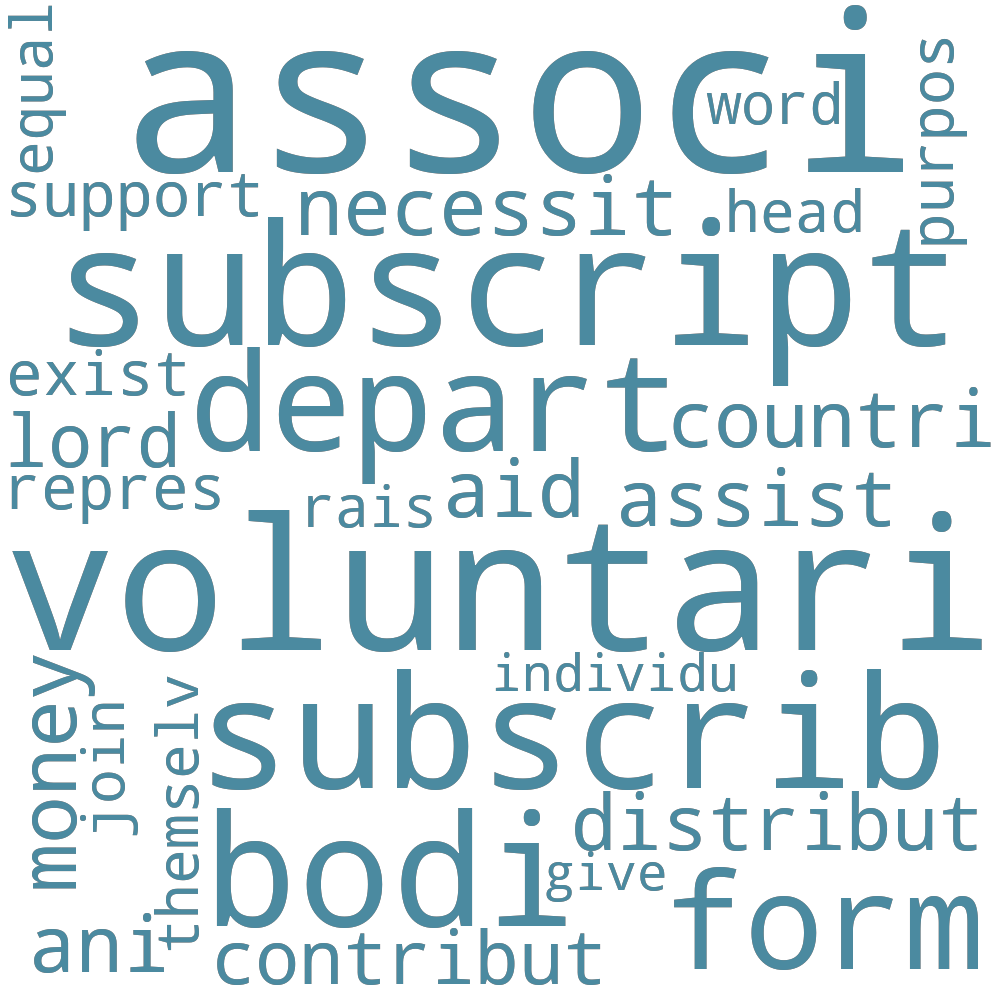 equal
associ
word
purpos
support
necessit
head
subscript
exist
depart
countri
lord
repres
rais
aid
assist
voluntari
individu
money
join
themselv
subscrib
distribut
bodi
give
form
ani
contribut